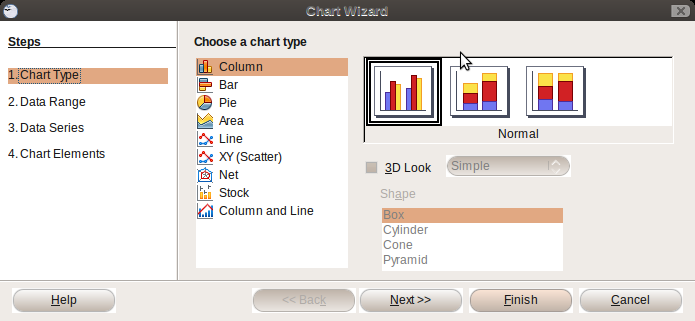 Chart Wizard
Steps
1. Chart Type
2. Data Range
3. Data Series
4. Chart Elements
Choose a chart type
Column
Bar
Pie
Area
Line
XY (Scatter)
Net
Stock
Column and Line
Normal
3D Look
Simple
Shape
Box
Cylinder
Cone
Pyramid
Help
<< Back
Next >>
Finish
Cancel